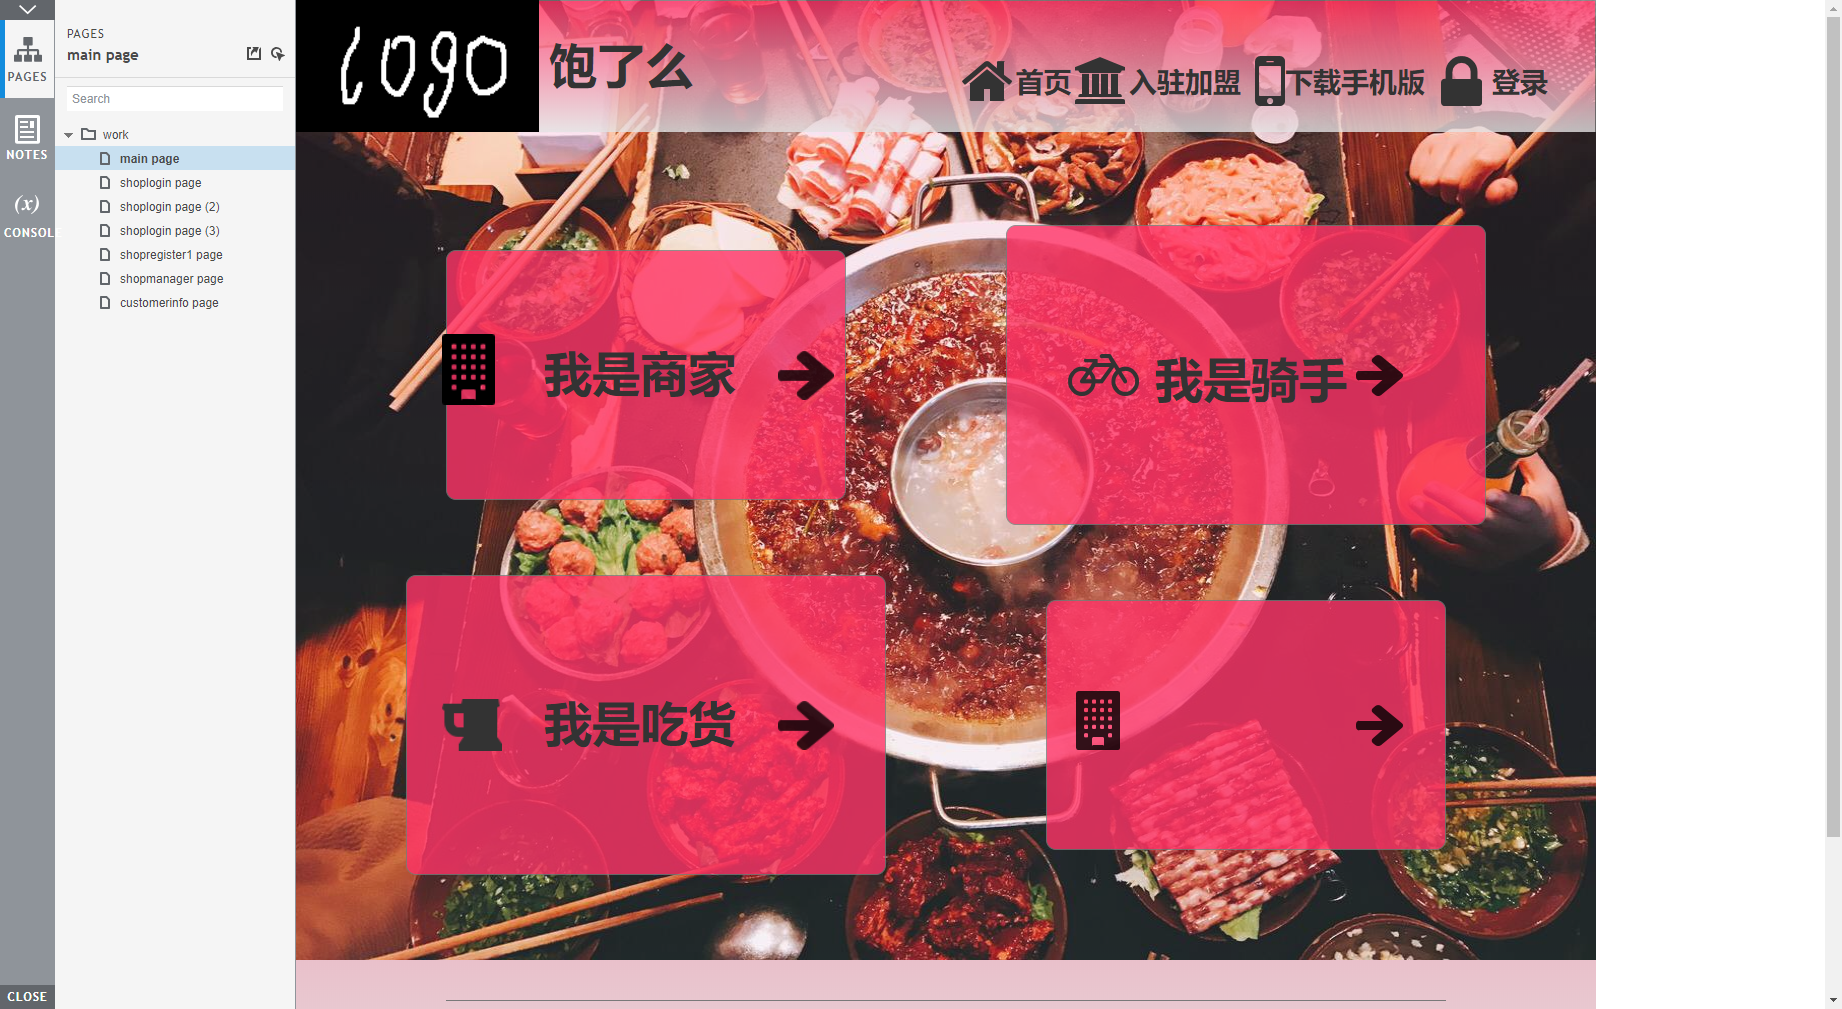 PAGES
main page
Search
work
main page
shoplogin page
shoplogin page (2)
shoplogin page (3)
shopregister1 page
shopmanager page
customerinfo page
PAGES
NOTES
(x)
CONSOLE
CLOSE
logo
饱了么
首页
入驻加盟
下载手机版
登录
我是商家
我是骑手
我是吃货